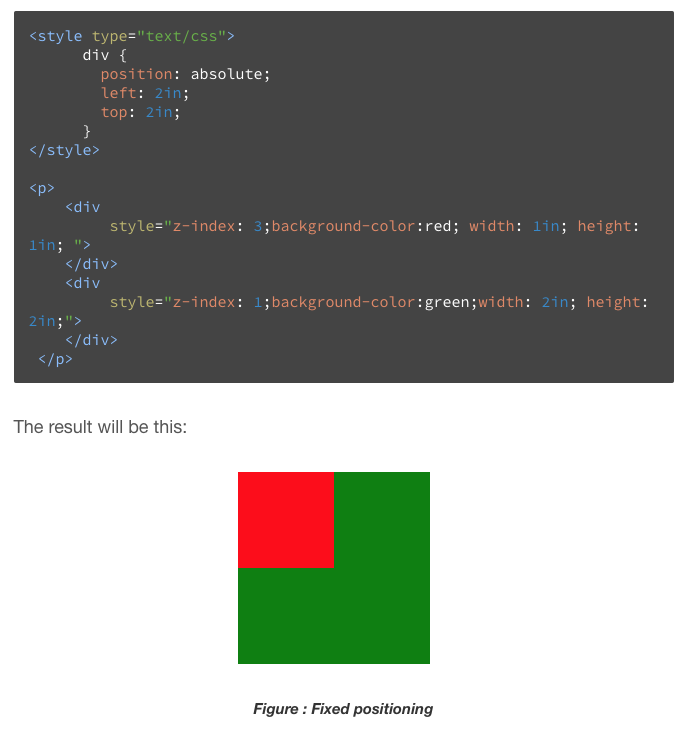 <style type="text/css">
      div {
        position: absolute;
        left: 2in;
        top: 2in;
      }
</style>

<p>
    <div
         style="z-index: 3;background-color:red; width: 1in; height:
1in; ">
    </div>
    <div
         style="z-index: 1;background-color:green;width: 2in; height:
2in;">
    </div>
 </p>
The result will be this:
Figure : Fixed positioning